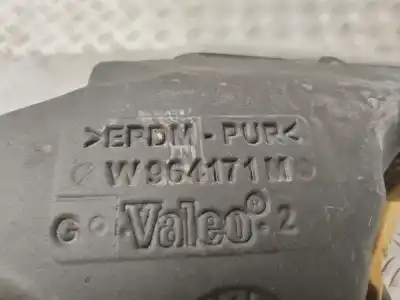 >EPDM-PUR<
W964171M
G Valeo® 2